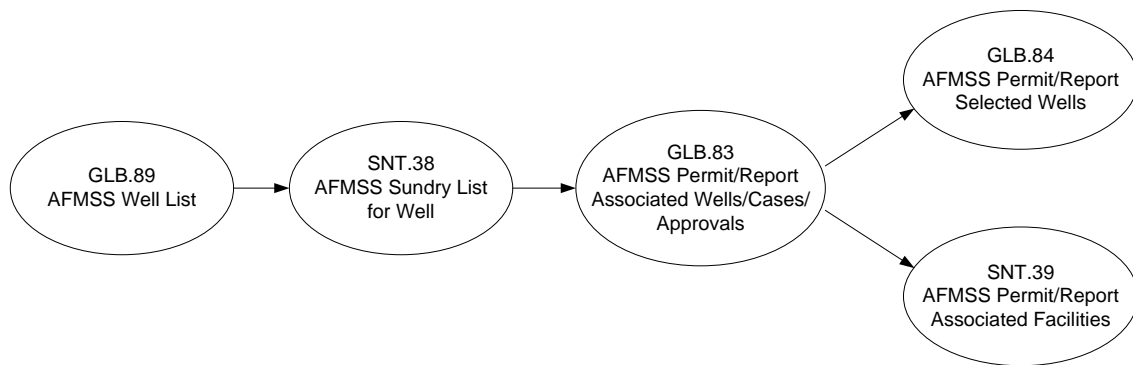 GLB.89
AFMSS Well List
SNT.38
AFMSS Sundry List
for Well
GLB.83
AFMSS Permit/Report
Associated Wells/Cases/
Approvals
GLB.84
AFMSS Permit/Report
Selected Wells
SNT.39
AFMSS Permit/Report
Associated Facilities